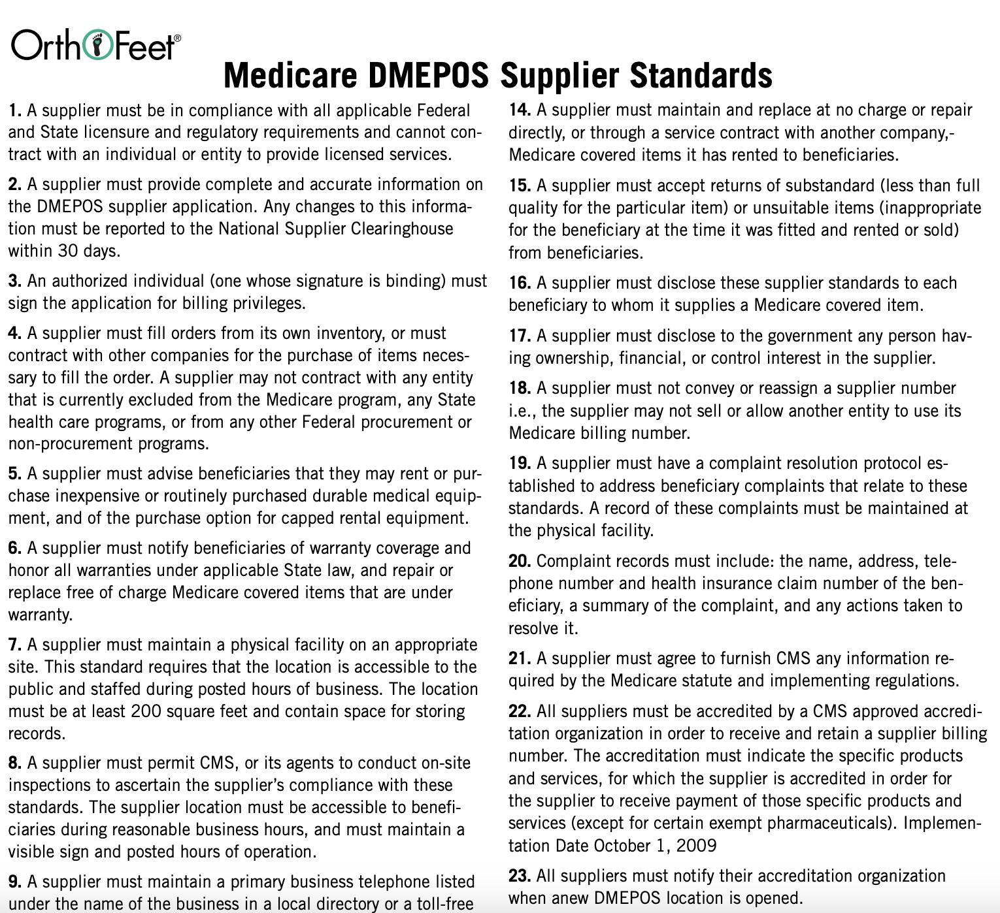 OrthoFeet®
Medicare DMEPOS Supplier Standards
1. A supplier must be in compliance with all applicable Federal
and State licensure and regulatory requirements and cannot con-
tract with an individual or entity to provide licensed services.
2. A supplier must provide complete and accurate information on
the DMEPOS supplier application. Any changes to this informa-
tion must be reported to the National Supplier Clearinghouse
within 30 days.
3. An authorized individual (one whose signature is binding) must
sign the application for billing privileges.
4. A supplier must fill orders from its own inventory, or must
contract with other companies for the purchase of items neces-
sary to fill the order. A supplier may not contract with any entity
that is currently excluded from the Medicare program, any State
health care programs, or from any other Federal procurement or
non-procurement programs.
5. A supplier must advise beneficiaries that they may rent or pur-
chase inexpensive or routinely purchased durable medical equip-
ment, and of the purchase option for capped rental equipment.
6. A supplier must notify beneficiaries of warranty coverage and
honor all warranties under applicable State law, and repair or
replace free of charge Medicare covered items that are under
warranty.
7. A supplier must maintain a physical facility on an appropriate
site. This standard requires that the location is accessible to the
public and staffed during posted hours of business. The location
must be at least 200 square feet and contain space for storing
records.
8. A supplier must permit CMS, or its agents to conduct on-site
inspections to ascertain the supplier’s compliance with these
standards. The supplier location must be accessible to benefi-
ciaries during reasonable business hours, and must maintain a
visible sign and posted hours of operation.
9. A supplier must maintain a primary business telephone listed
under the name of the business in a local directory or a toll-free
14. A supplier must maintain and replace at no charge or repair
directly, or through a service contract with another company,-
Medicare covered items it has rented to beneficiaries.
15. A supplier must accept returns of substandard (less than full
quality for the particular item) or unsuitable items (inappropriate
for the beneficiary at the time it was fitted and rented or sold)
from beneficiaries.
16. A supplier must disclose these supplier standards to each
beneficiary to whom it supplies a Medicare covered item.
17. A supplier must disclose to the government any person hav-
ing ownership, financial, or control interest in the supplier.
18. A supplier must not convey or reassign a supplier number
i.e., the supplier may not sell or allow another entity to use its
Medicare billing number.
19. A supplier must have a complaint resolution protocol es-
tablished to address beneficiary complaints that relate to these
standards. A record of these complaints must be maintained at
the physical facility.
20. Complaint records must include: the name, address, tele-
phone number and health insurance claim number of the ben-
eficiary, a summary of the complaint, and any actions taken to
resolve it.
21. A supplier must agree to furnish CMS any information re-
quired by the Medicare statute and implementing regulations.
22. All suppliers must be accredited by a CMS approved accredi-
tation organization in order to receive and retain a supplier billing
number. The accreditation must indicate the specific products
and services, for which the supplier is accredited in order for
the supplier to receive payment of those specific products and
services (except for certain exempt pharmaceuticals). Implemen-
tation Date October 1, 2009
23. All suppliers must notify their accreditation organization
when anew DMEPOS location is opened.